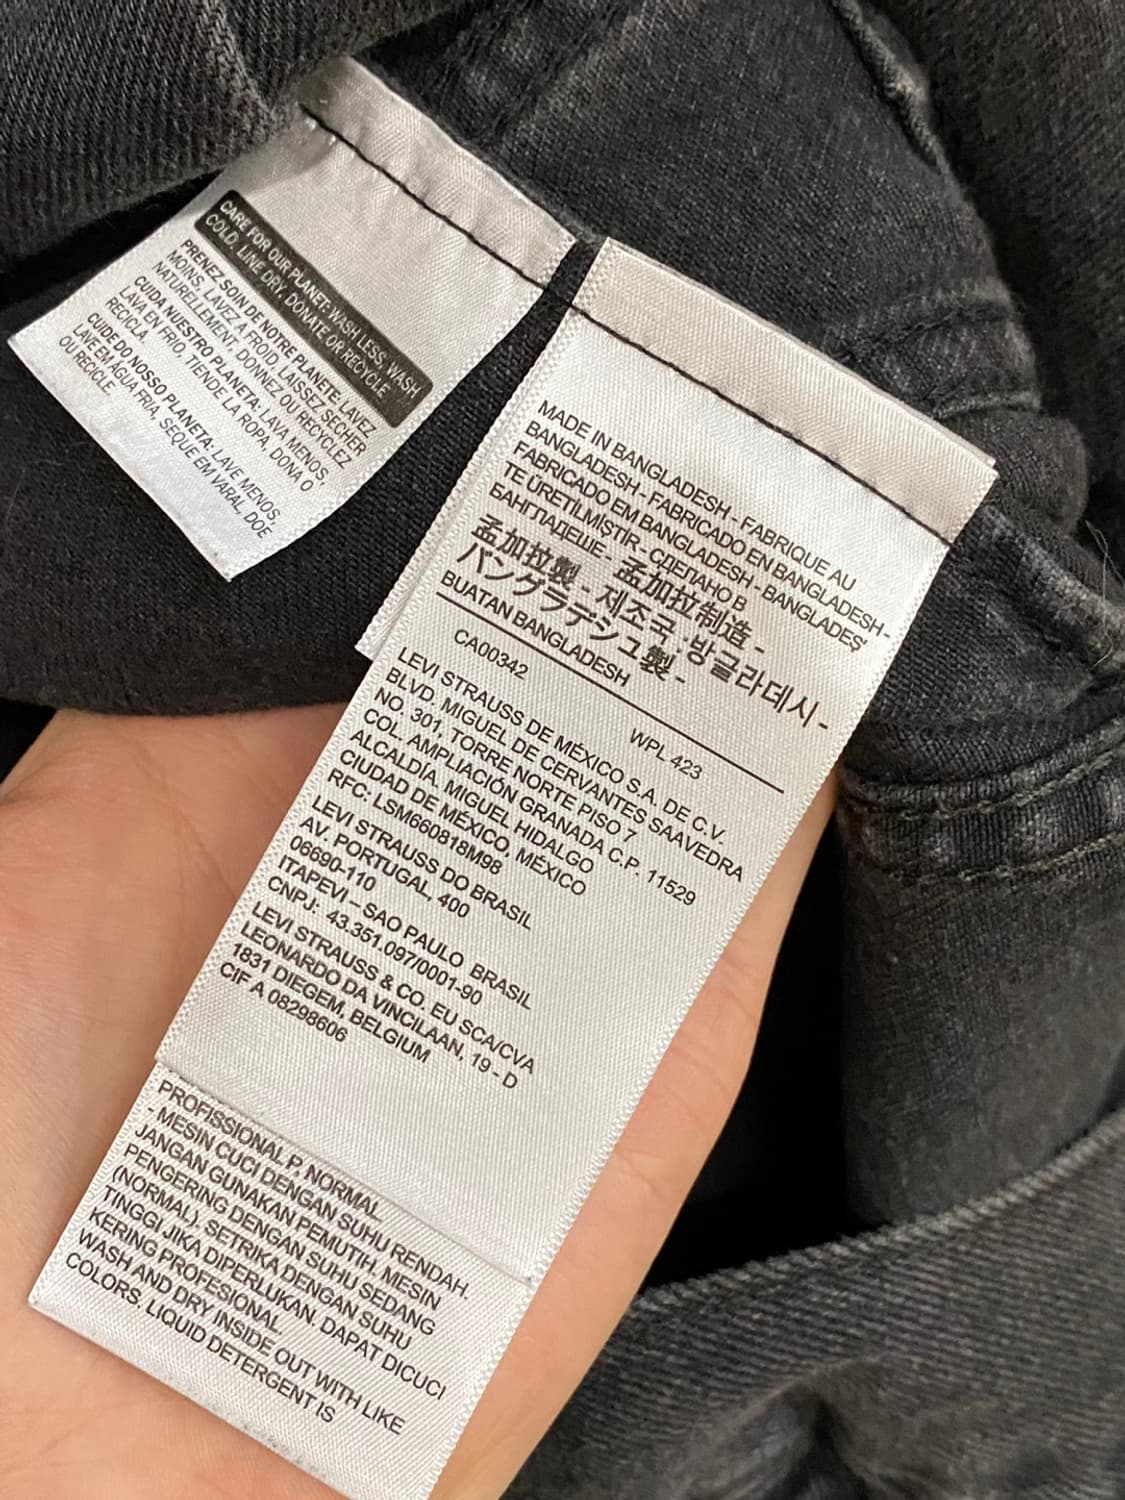 CARE FOR OUR PLANET: WASH LESS, WASH
COLD, LINE DRY, DONATE OR RECYCLE
PRENEZ SOIN DE NOTRE PLANÈTE: LAVEZ
MOINS, LAVEZ A FROID, LAISSEZ SÉCHER
NATURELLEMENT, DONNEZ OU RECYCLEZ
CUIDA NUESTRO PLANETA: LAVA MENOS,
LAVA EN FRÍO, TIENDE LA ROPA, DONA O
RECICLA.
CUIDE DO NOSSO PLANETA: LAVE MENOS,
LAVE EM ÁGUA FRIA, SEQUE EM VARAL, DOE
OU RECICLE.
MADE IN BANGLADESH - FABRIQUE AU
BANGLADESH - FABRICADO EN BANGLADESH -
FABRICADO EM BANGLADESH - BANGLADEŞ'
TE ÜRETİLMİŞTİR - СДЕЛАНО В
БАНГЛАДЕШЕ - 孟加拉制造 -
孟加拉製 - 제조국 :방글라데시 -
バングラデシュ製 -
BUATAN BANGLADESH
CA00342 WPL 423
LEVI STRAUSS DE MÉXICO S.A. DE C.V.
BLVD. MIGUEL DE CERVANTES SAAVEDRA
NO. 301, TORRE NORTE PISO 7
COL. AMPLIACIÓN GRANADA C.P. 11529
ALCALDÍA, MIGUEL HIDALGO
CIUDAD DE MÉXICO, MÉXICO
RFC: LSM660818M98
LEVI STRAUSS DO BRASIL
AV. PORTUGAL, 400
06690-110
ITAPEVI – SAO PAULO BRASIL
CNPJ: 43.351.097/0001-90
LEVI STRAUSS & CO. EU SCA/CVA
LEONARDO DA VINCILAAN, 19 - D
1831 DIEGEM, BELGIUM
CIF A 08298606
PROFISSIONAL P, NORMAL
- MESIN CUCI DENGAN SUHU RENDAH.
JANGAN GUNAKAN PEMUTIH. MESIN
PENGERING DENGAN SUHU SEDANG
(NORMAL), SETRIKA DENGAN SUHU
TINGGI JIKA DIPERLUKAN. DAPAT DICUCI
KERING PROFESIONAL.
WASH AND DRY INSIDE OUT WITH LIKE
COLORS, LIQUID DETERGENT IS